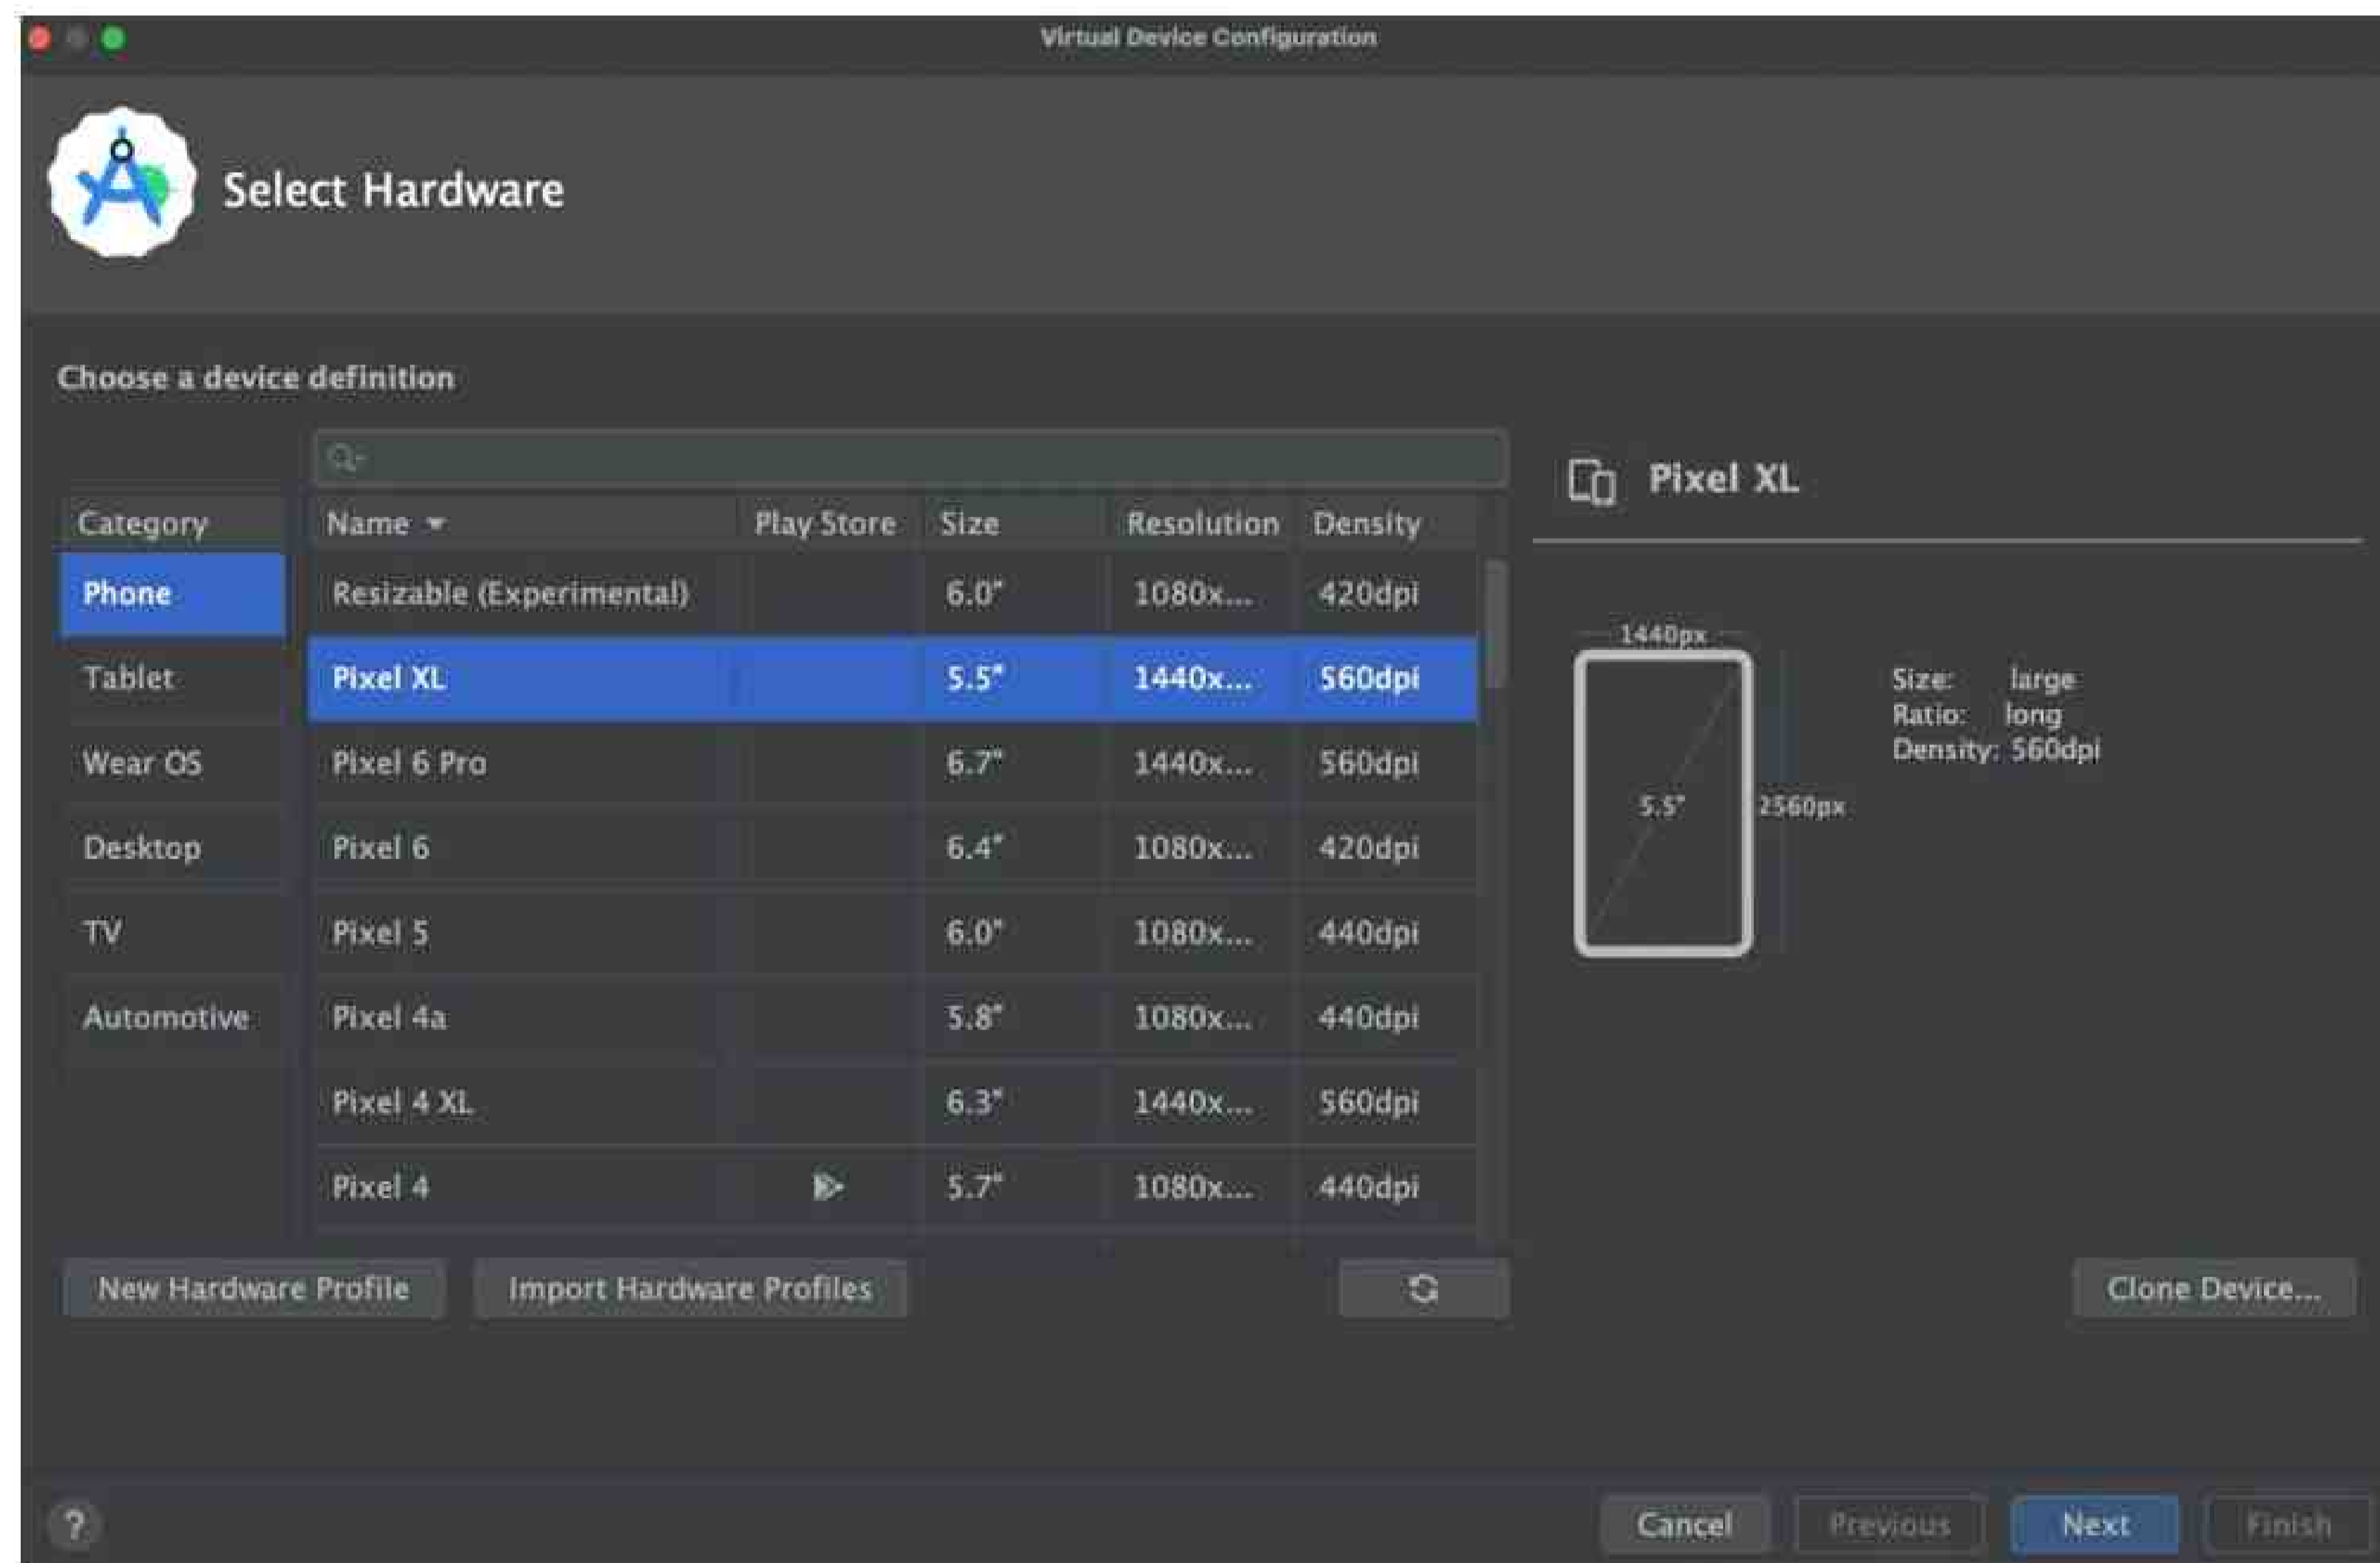 Virtual Device Configuration
Select Hardware
Choose a device definition
Category Name Play Store Size Resolution Density
Phone Resizable (Experimental) 6.0" 1080x... 420dpi
Tablet Pixel XL 5.5" 1440x... 560dpi
Wear OS Pixel 6 Pro 6.7" 1440x... 560dpi
Desktop Pixel 6 6.4" 1080x... 420dpi
TV Pixel 5 6.0" 1080x... 440dpi
Automotive Pixel 4a 5.8" 1080x... 440dpi
Pixel 4 XL 6.3" 1440x... 560dpi
Pixel 4 5.7" 1080x... 440dpi
New Hardware Profile Import Hardware Profiles
Pixel XL
1440px
5.5"
2560px
Size: large
Ratio: long
Density: 560dpi
Clone Device...
? Cancel Previous Next Finish